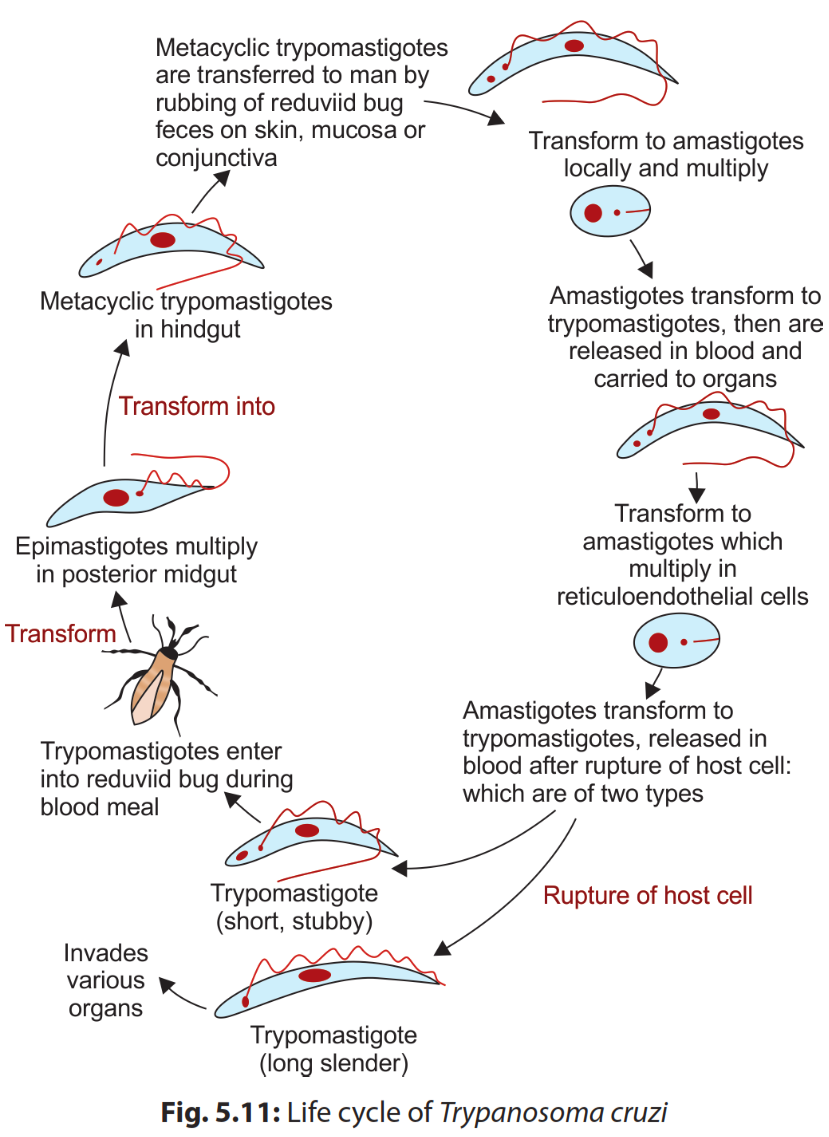 Metacyclic trypomastigotes
are transferred to man by
rubbing of reduviid bug
feces on skin, mucosa or
conjunctiva
Transform to amastigotes
locally and multiply
Amastigotes transform to
trypomastigotes, then are
released in blood and
carried to organs
Transform to
amastigotes which
multiply in
reticuloendothelial cells
Amastigotes transform to
trypomastigotes, released in
blood after rupture of host cell:
which are of two types
Rupture of host cell
Trypomastigote
(short, stubby)
Trypomastigote
(long slender)
Invades
various
organs
Trypomastigotes enter
into reduviid bug during
blood meal
Transform
Epimastigotes multiply
in posterior midgut
Transform into
Metacyclic trypomastigotes
in hindgut
Fig. 5.11: Life cycle of Trypanosoma cruzi